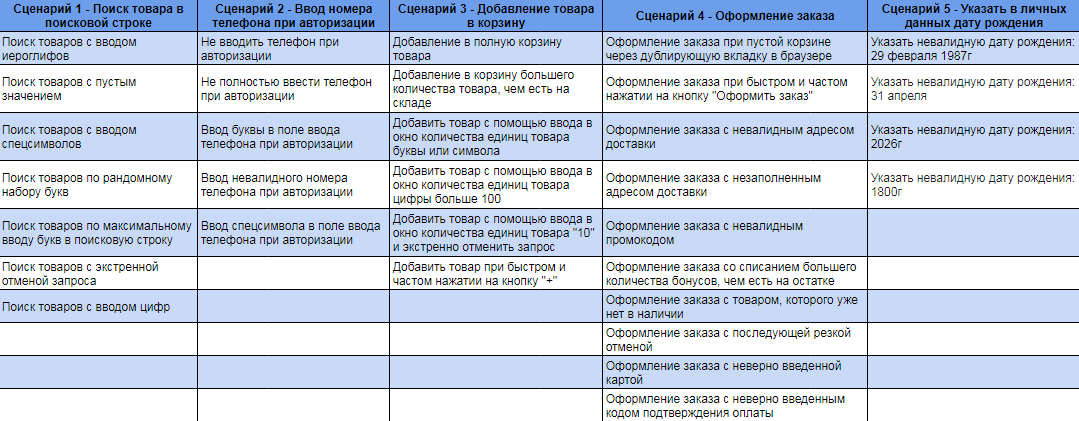 Сценарий 1 - Поиск товара в
поисковой строке
Сценарий 2 - Ввод номера
телефона при авторизации
Сценарий 3 - Добавление товара
в корзину
Сценарий 4 - Оформление заказа
Сценарий 5 - Указать в личных
данных дату рождения
Поиск товаров с вводом
иероглифов
Не вводить телефон при
авторизации
Добавление в полную корзину
товара
Оформление заказа при пустой корзине
через дублирующую вкладку в браузере
Указать невалидную дату рождения:
29 февраля 1987г
Поиск товаров с пустым
значением
Не полностью ввести телефон
при авторизации
Добавление в корзину большего
количества товара, чем есть на
складе
Оформление заказа при быстром и частом
нажатии на кнопку "Оформить заказ"
Указать невалидную дату рождения:
31 апреля
Поиск товаров с вводом
спецсимволов
Ввод буквы в поле ввода
телефона при авторизации
Добавить товар с помощью ввода в
окно количества единиц товара
буквы или символа
Оформление заказа с невалидным адресом
доставки
Указать невалидную дату рождения:
2026г
Поиск товаров по рандомному
набору букв
Ввод невалидного номера
телефона при авторизации
Добавить товар с помощью ввода в
окно количества единиц товара
цифры больше 100
Оформление заказа с незаполненным
адресом доставки
Указать невалидную дату рождения:
1800г
Поиск товаров по максимальному
вводу букв в поисковую строку
Ввод спецсимвола в поле ввода
телефона при авторизации
Добавить товар с помощью ввода в
окно количества единиц товара "10"
и экстренно отменить запрос
Оформление заказа с невалидным
промокодом
Поиск товаров с экстренной
отменой запроса
Добавить товар при быстром и
частом нажатии на кнопку "+"
Оформление заказа со списанием большего
количества бонусов, чем есть на остатке
Поиск товаров с вводом цифр
Оформление заказа с товаром, которого уже
нет в наличии
Оформление заказа с последующей резкой
отменой
Оформление заказа с неверно введенной
картой
Оформление заказа с неверно введенным
кодом подтверждения оплаты